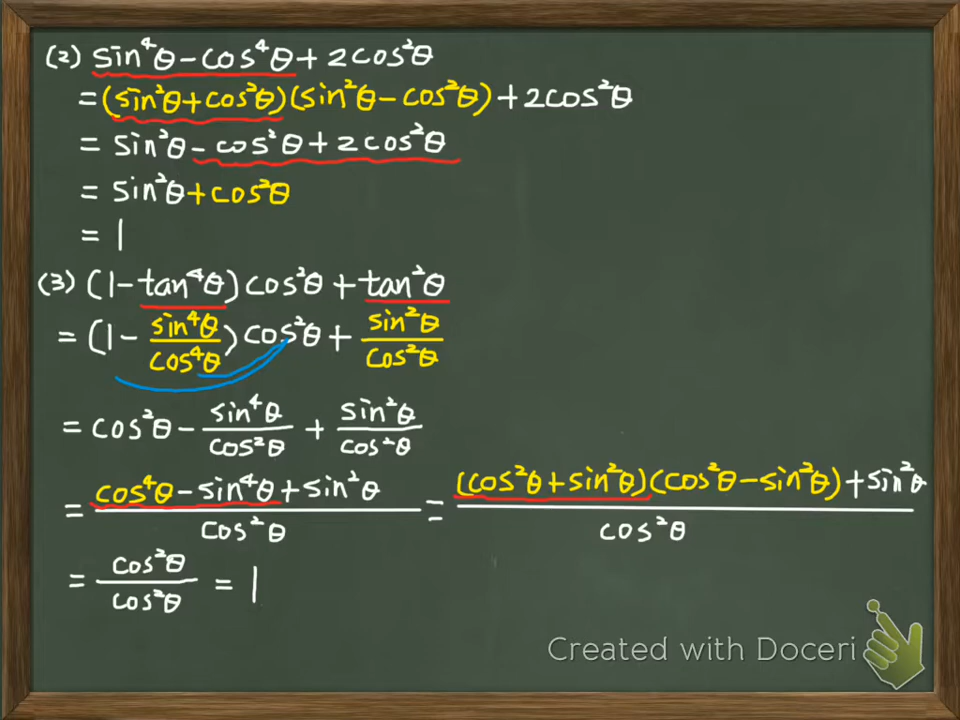 (2) sin⁴θ-cos⁴θ+2cos²θ
=(sin²θ+cos²θ)(sin²θ-cos²θ)+2cos²θ
= sin²θ-cos²θ+2cos²θ
= sin²θ+cos²θ
= 1
(3) (1-tan⁴θ)cos²θ+tan²θ
= (1-sin⁴θ/cos⁴θ)cos²θ+sin²θ/cos²θ
= cos²θ-sin⁴θ/cos²θ+sin²θ/cos²θ
= (cos⁴θ-sin⁴θ+sin²θ)/cos²θ = ((cos²θ+sin²θ)(cos²θ-sin²θ)+sin²θ)/cos²θ
= cos²θ/cos²θ = 1
Created with Doceri